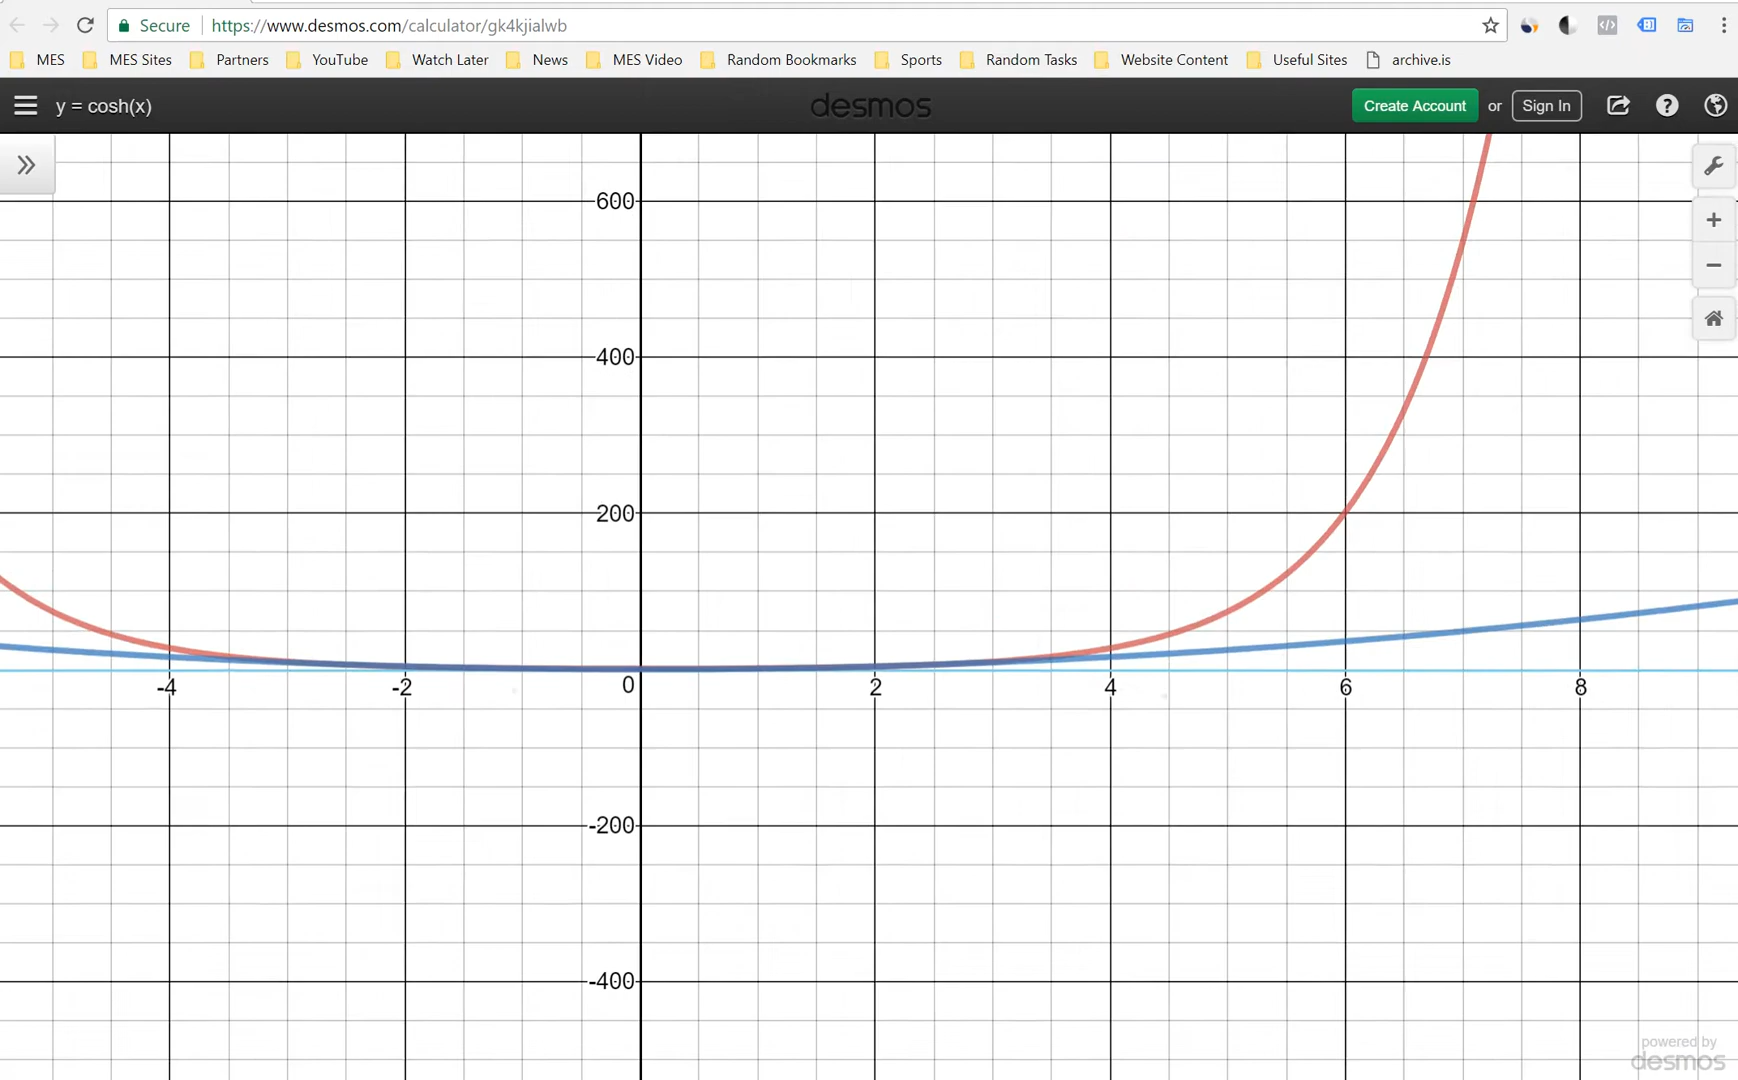 Secure https://www.desmos.com/calculator/gk4kjialwb
MES MES Sites Partners YouTube Watch Later News MES Video Random Bookmarks Sports Random Tasks Website Content Useful Sites archive.is
y = cosh(x) desmos Create Account or Sign In
600
400
200
-4 -2 0 2 4 6 8
-200
-400
powered by
desmos